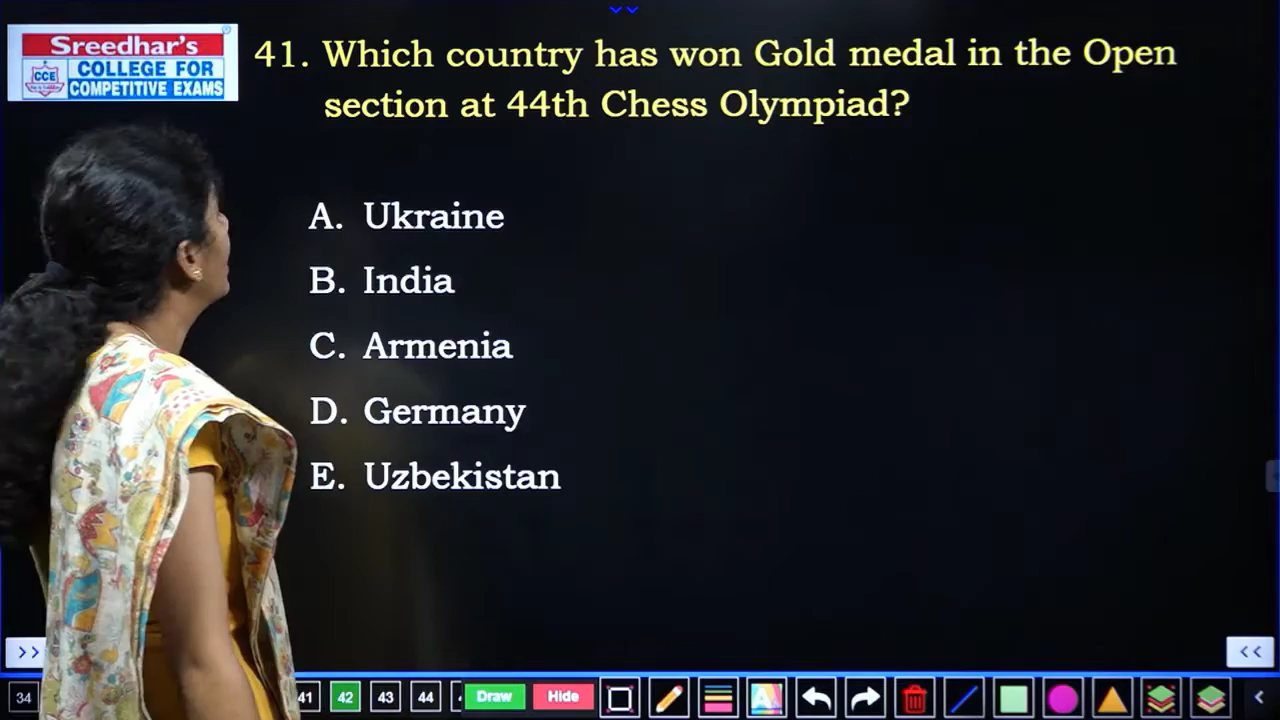 Sreedhar's
CCE
COLLEGE FOR
COMPETITIVE EXAMS
41. Which country has won Gold medal in the Open
section at 44th Chess Olympiad?
A. Ukraine
B. India
C. Armenia
D. Germany
E. Uzbekistan
>>
<<
34
41
42
43
44
Draw
Hide
A